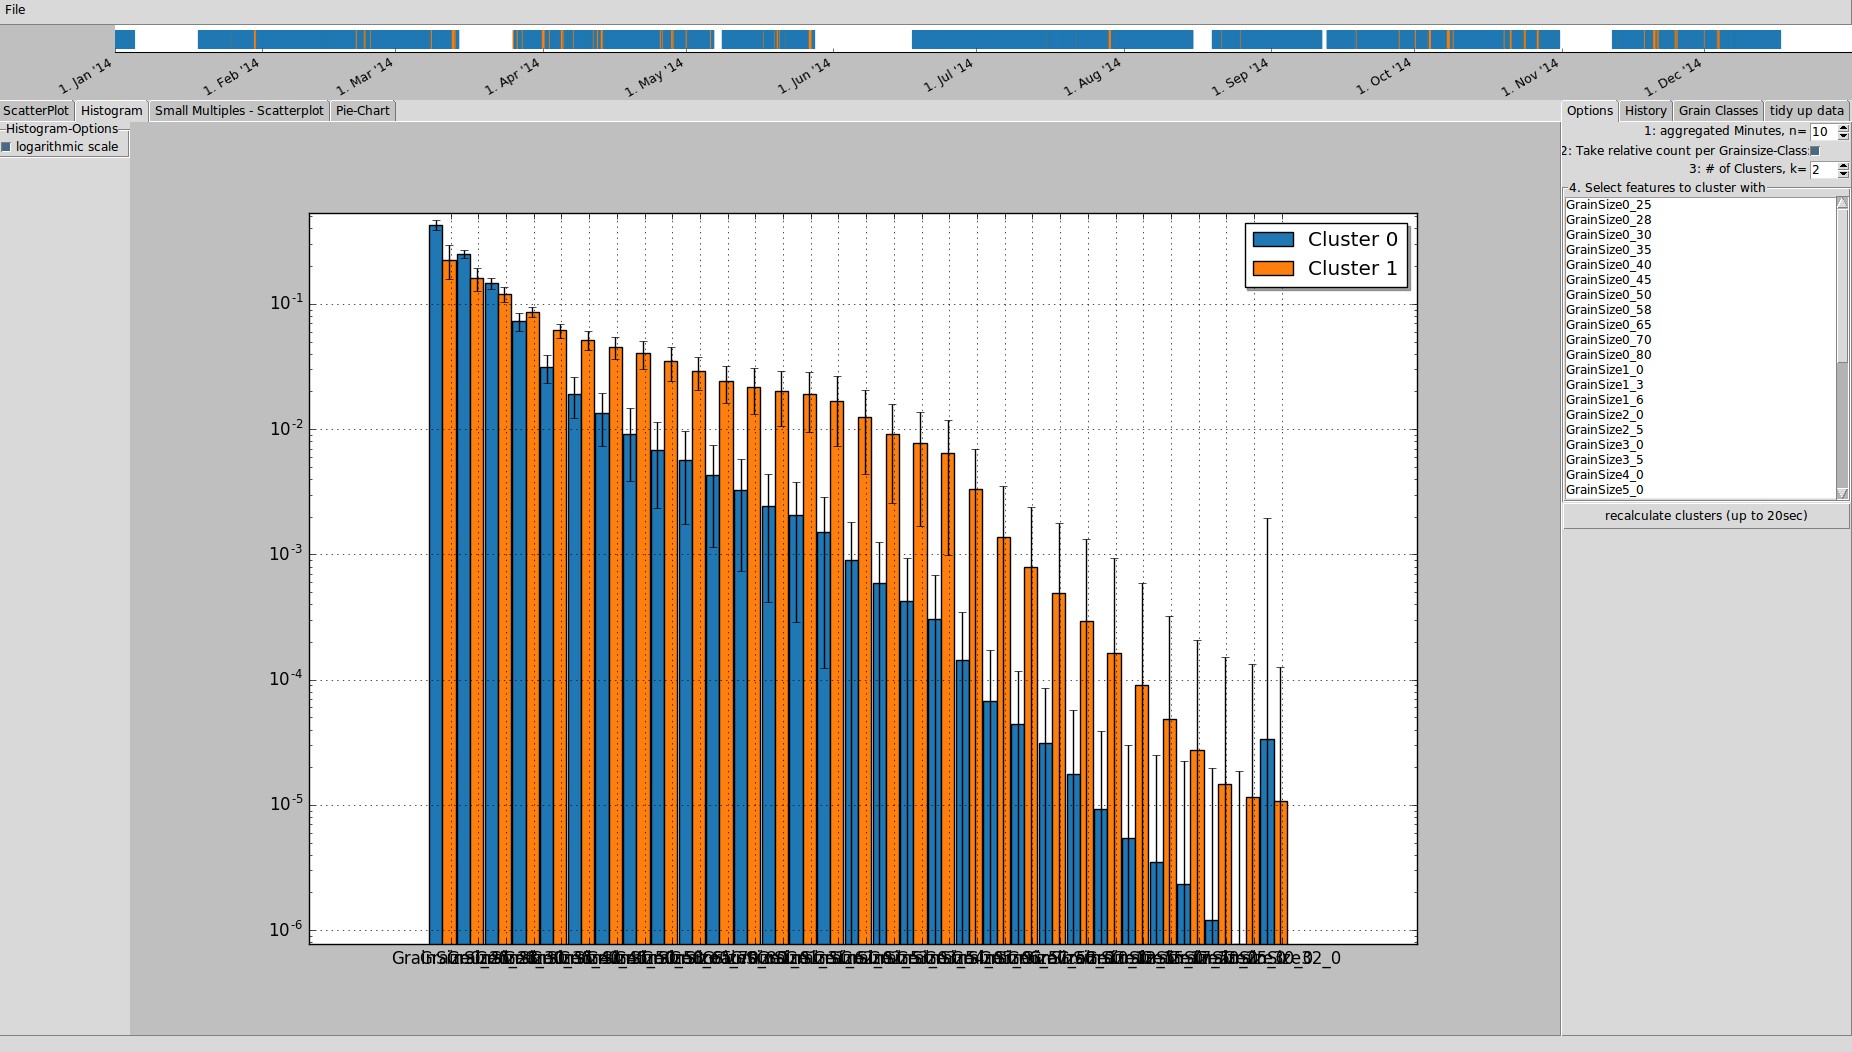 File
1. Jan '14
1. Feb '14
1. Mar '14
1. Apr '14
1. May '14
1. Jun '14
1. Jul '14
1. Aug '14
1. Sep '14
1. Oct '14
1. Nov '14
1. Dec '14
ScatterPlot Histogram Small Multiples - Scatterplot Pie-Chart
Options History Grain Classes tidy up data
Histogram-Options
logarithmic scale
1: aggregated Minutes, n= 10
2: Take relative count per Grainsize-Class:
3: # of Clusters, k= 2
4. Select features to cluster with
GrainSize0_25
GrainSize0_28
GrainSize0_30
GrainSize0_35
GrainSize0_40
GrainSize0_45
GrainSize0_50
GrainSize0_58
GrainSize0_65
GrainSize0_70
GrainSize0_80
GrainSize1_0
GrainSize1_3
GrainSize1_6
GrainSize2_0
GrainSize2_5
GrainSize3_0
GrainSize3_5
GrainSize4_0
GrainSize5_0
recalculate clusters (up to 20sec)
Cluster 0
Cluster 1
10⁻¹
10⁻²
10⁻³
10⁻⁴
10⁻⁵
10⁻⁶